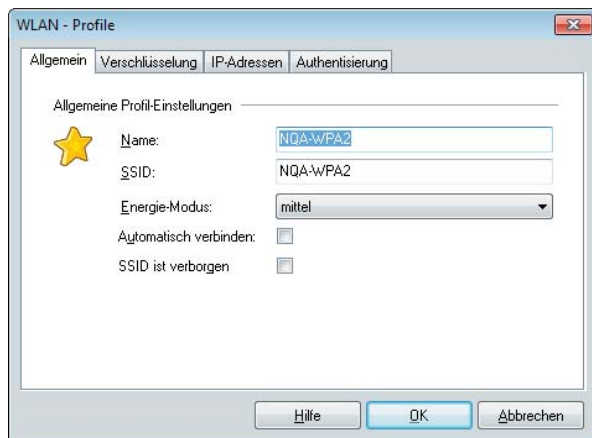 WLAN - Profile
Allgemein Verschlüsselung IP-Adressen Authentisierung
Allgemeine Profil-Einstellungen
Name: NQA-WPA2
SSID: NQA-WPA2
Energie-Modus: mittel
Automatisch verbinden:
SSID ist verborgen
Hilfe OK Abbrechen